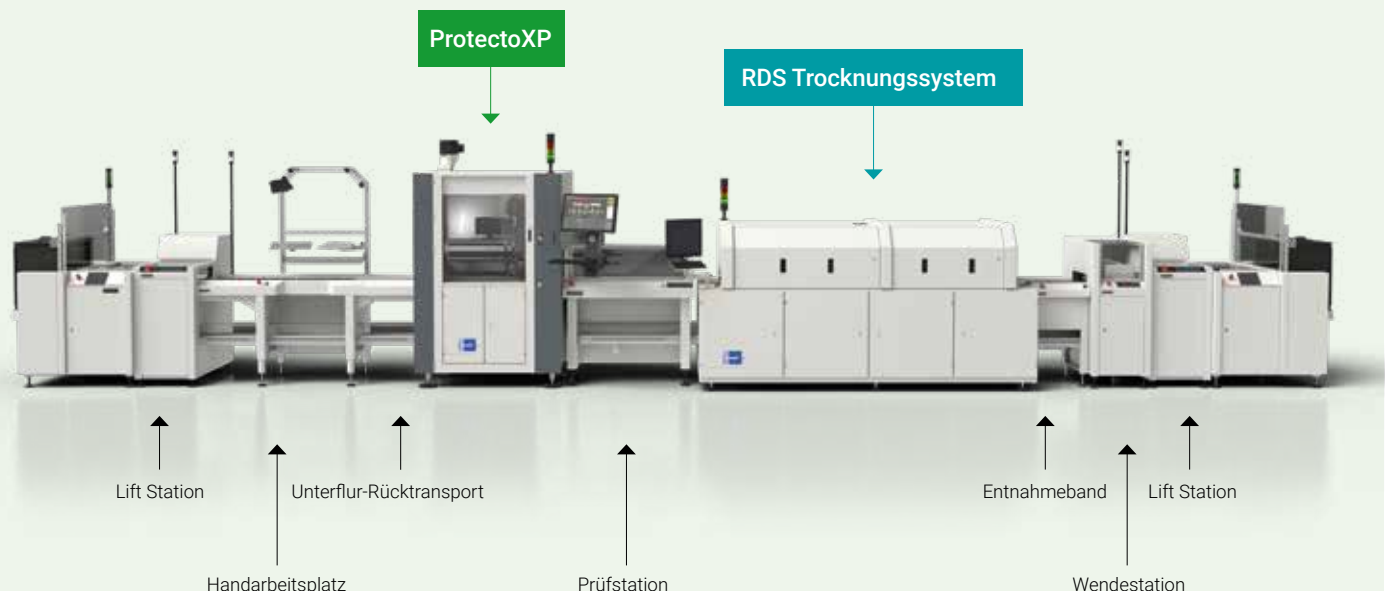 ProtectoXP
RDS Trocknungssystem
Lift Station
Unterflur-Rücktransport
Entnahmeband
Lift Station
Handarbeitsplatz
Prüfstation
Wendestation